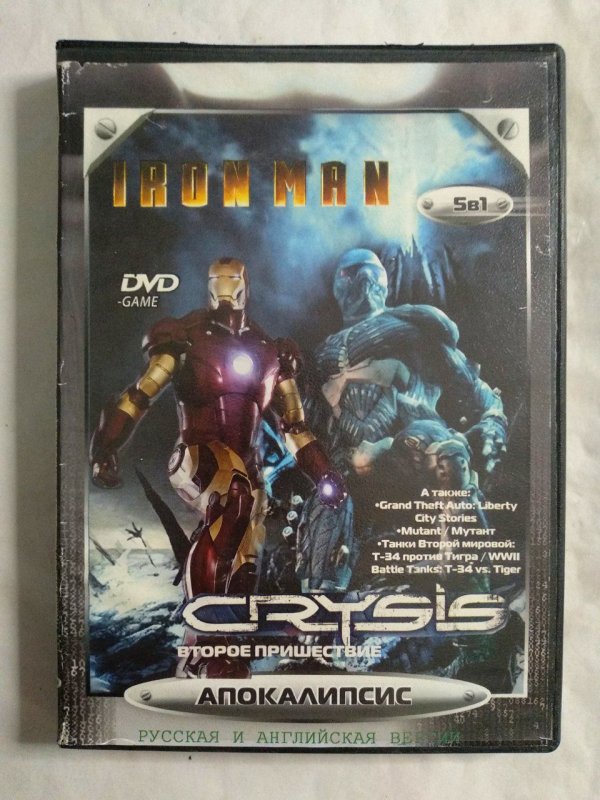 IRON MAN
5в1
DVD
-GAME
А также:
•Grand Theft Auto: Liberty
City Stories
•Mutant / Мутант
•Танки Второй мировой:
Т-34 против Тигра / WWII
Battle Tanks: T-34 vs. Tiger
CRYSIS
ВТОРОЕ ПРИШЕСТВИЕ
АПОКАЛИПСИС
РУССКАЯ И АНГЛИЙСКАЯ ВЕРСИИ